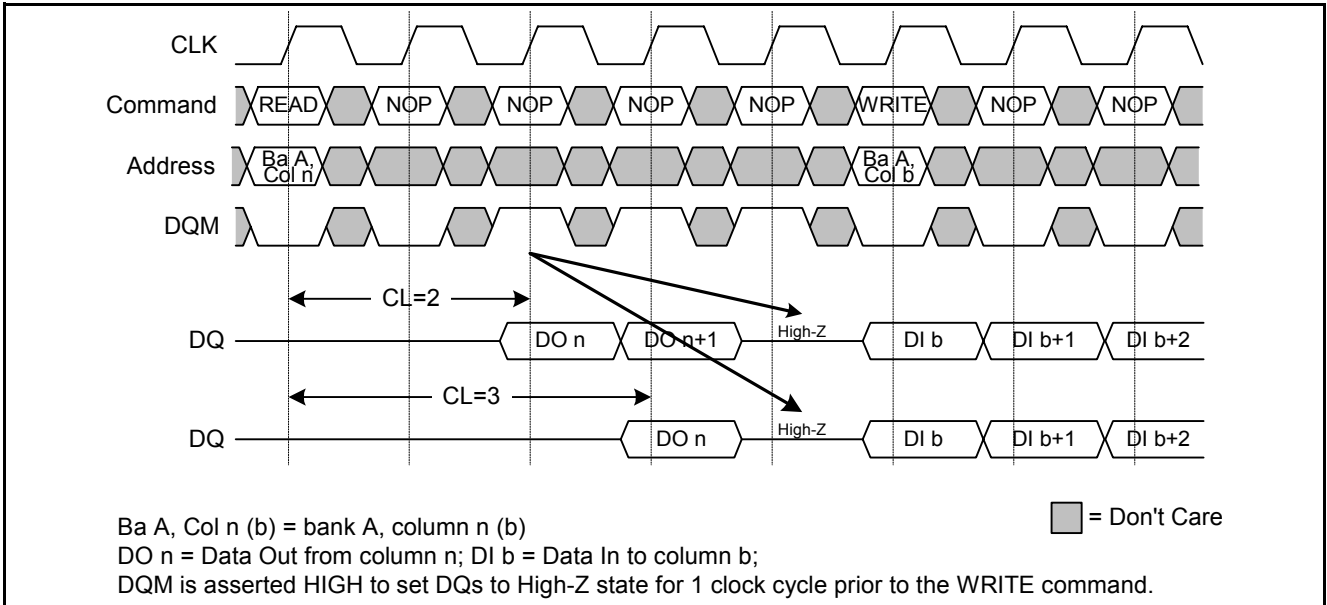 CLK
Command READ NOP NOP NOP NOP WRITE NOP NOP
Address Ba A, Col n Ba A, Col b
DQM
CL=2
DQ DO n DO n+1 High-Z DI b DI b+1 DI b+2
CL=3
DQ DO n High-Z DI b DI b+1 DI b+2
Ba A, Col n (b) = bank A, column n (b)
= Don't Care
DO n = Data Out from column n; DI b = Data In to column b;
DQM is asserted HIGH to set DQs to High-Z state for 1 clock cycle prior to the WRITE command.